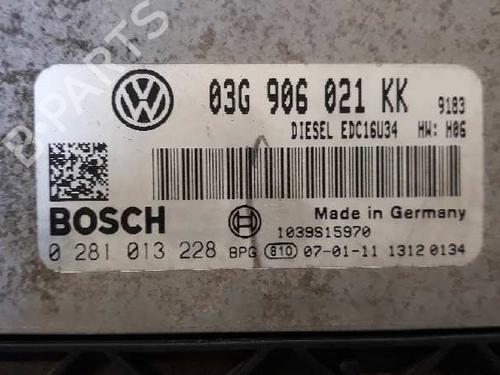 B-PARTS
03G 906 021 KK 9183
DIESEL EDC16U34 HW: H06
BOSCH
Made in Germany
1039S15970
0 281 013 228 BPG 810 07-01-11 1312 0134